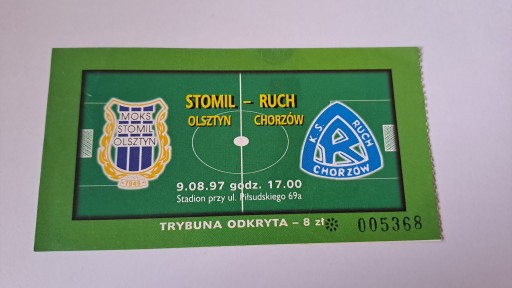 STOMIL – RUCH
OLSZTYN CHORZÓW
MOKS
STOMIL
OLSZTYN
1945
KS RUCH
R
CHORZÓW
9.08.97 godz. 17.00
Stadion przy ul. Piłsudskiego 69a
TRYBUNA ODKRYTA – 8 zł
005368